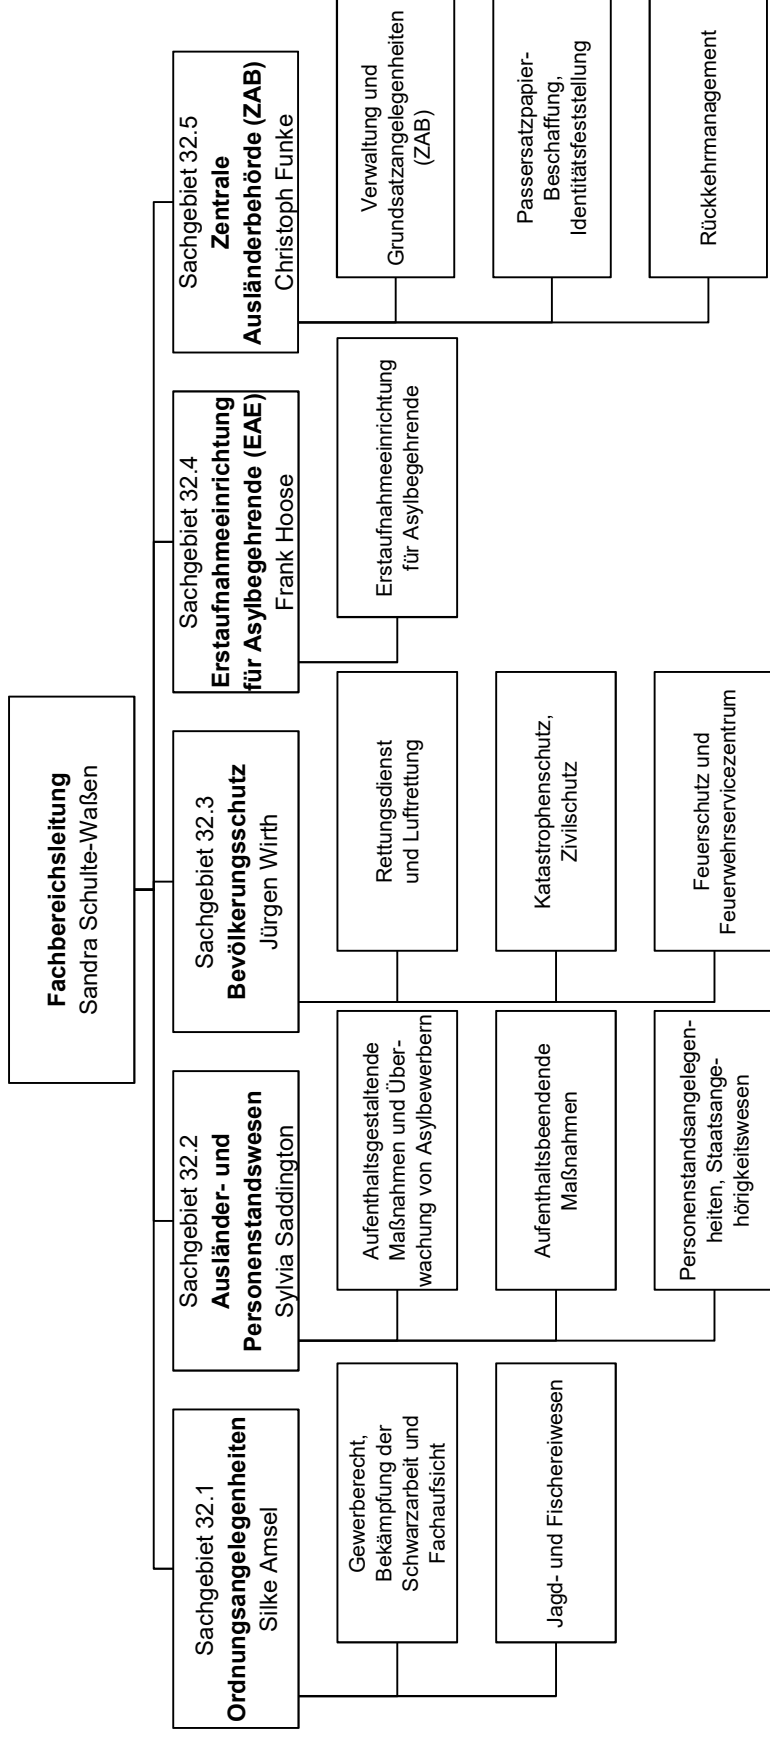 Fachbereichsleitung
Sandra Schulte-Waßen
Sachgebiet 32.1
Ordnungsangelegenheiten
Silke Amsel
Gewerberecht,
Bekämpfung der
Schwarzarbeit und
Fachaufsicht
Jagd- und Fischereiwesen
Sachgebiet 32.2
Ausländer- und
Personenstandswesen
Sylvia Saddington
Aufenthaltsgestaltende
Maßnahmen und Über-
wachung von Asylbewerbern
Aufenthaltsbeendende
Maßnahmen
Personenstandsangelegen-
heiten, Staatsange-
hörigkeitswesen
Sachgebiet 32.3
Bevölkerungsschutz
Jürgen Wirth
Rettungsdienst
und Luftrettung
Katastrophenschutz,
Zivilschutz
Feuerschutz und
Feuerwehrservicezentrum
Sachgebiet 32.4
Erstaufnahmeeinrichtung
für Asylbegehrende (EAE)
Frank Hoose
Erstaufnahmeeinrichtung
für Asylbegehrende
Sachgebiet 32.5
Zentrale
Ausländerbehörde (ZAB)
Christoph Funke
Verwaltung und
Grundsatzangelegenheiten
(ZAB)
Passersatzpapier-
Beschaffung,
Identitätsfeststellung
Rückkehrmanagement